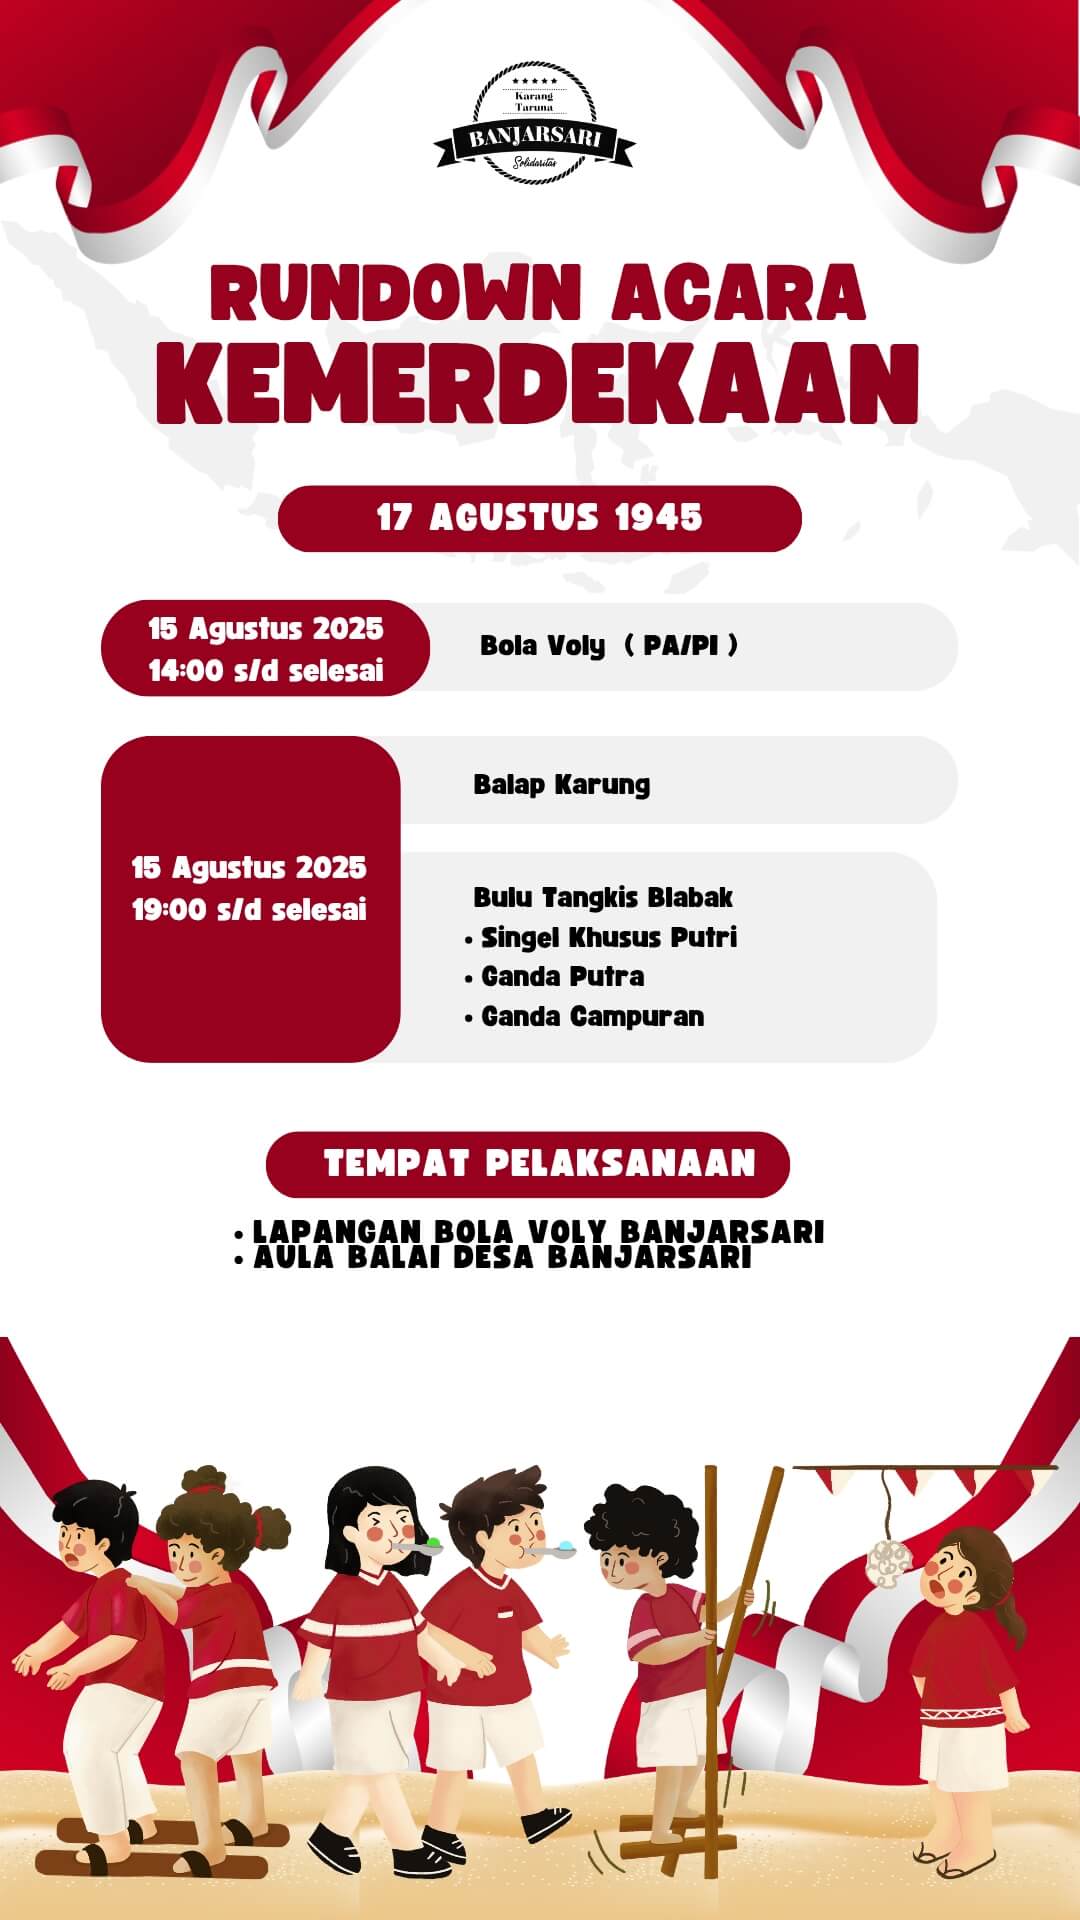 Karang
Taruna
BANJARSARI
Solidaritas
RUNDOWN ACARA
KEMERDEKAAN
17 AGUSTUS 1945
15 Agustus 2025
14:00 s/d selesai
Bola Voly ( PA/PI )
Balap Karung
15 Agustus 2025
19:00 s/d selesai
Bulu Tangkis Blabak
• Singel Khusus Putri
• Ganda Putra
• Ganda Campuran
TEMPAT PELAKSANAAN
• LAPANGAN BOLA VOLY BANJARSARI
• AULA BALAI DESA BANJARSARI